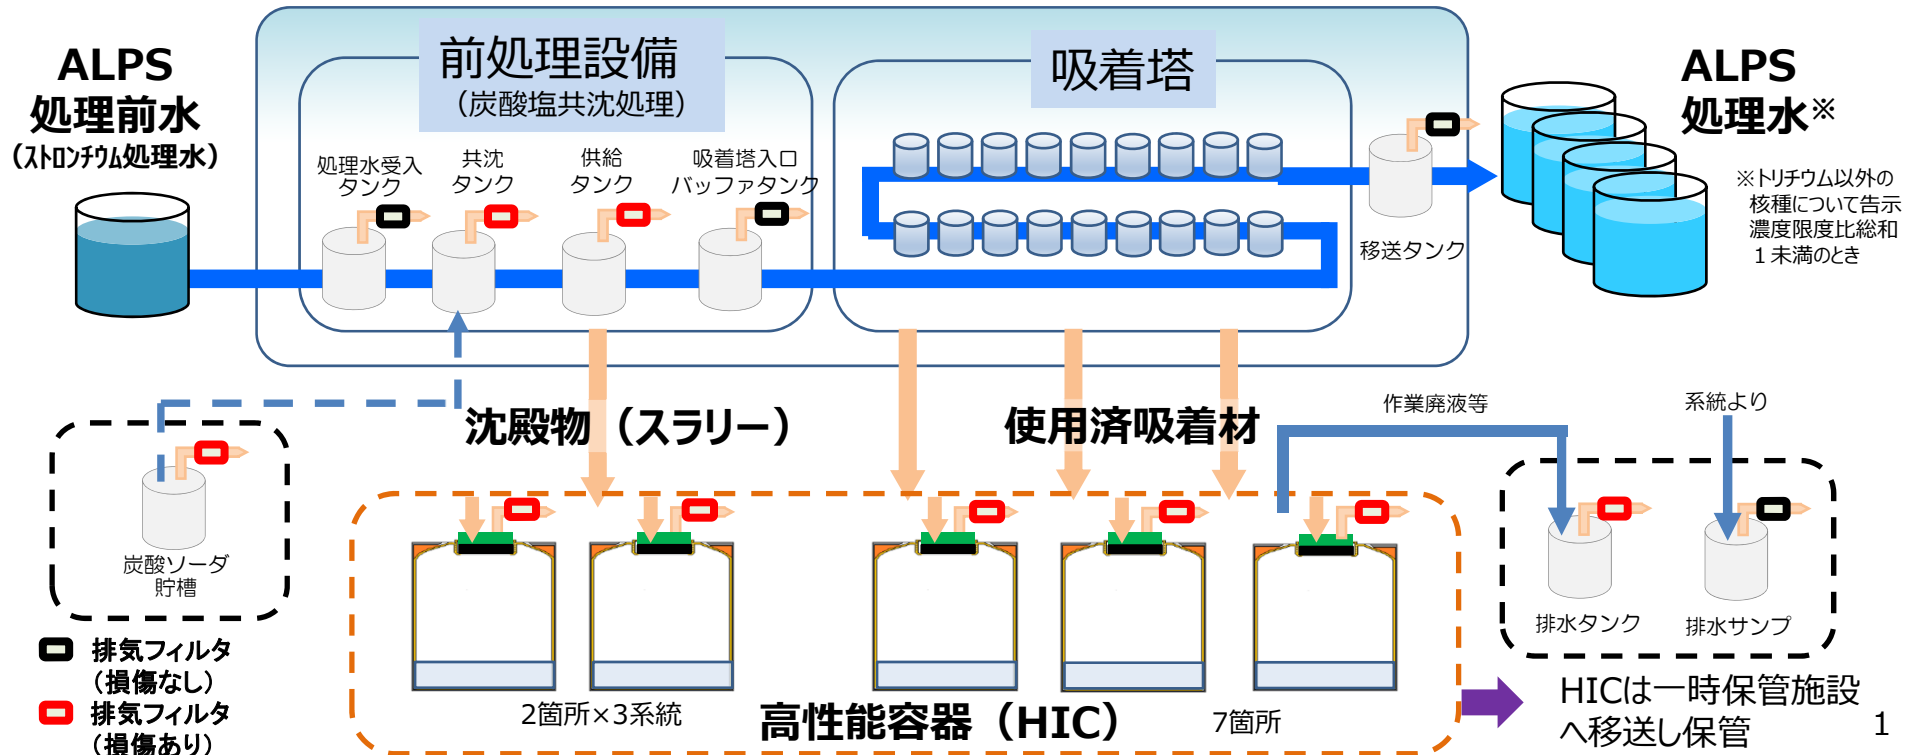 ALPS
処理前水
（ストロンチウム処理水）
前処理設備
（炭酸塩共沈処理）
処理水受入
タンク
共沈
タンク
供給
タンク
吸着塔入口
バッファタンク
吸着塔
移送タンク
ALPS
処理水※
※トリチウム以外の
核種について告示
濃度限度比総和
１未満のとき
沈殿物（スラリー）
使用済吸着材
作業廃液等
系統より
炭酸ソーダ
貯槽
排水タンク
排水サンプ
排気フィルタ
（損傷なし）
排気フィルタ
（損傷あり）
2箇所×3系統
高性能容器（HIC）
7箇所
HICは一時保管施設
へ移送し保管
1